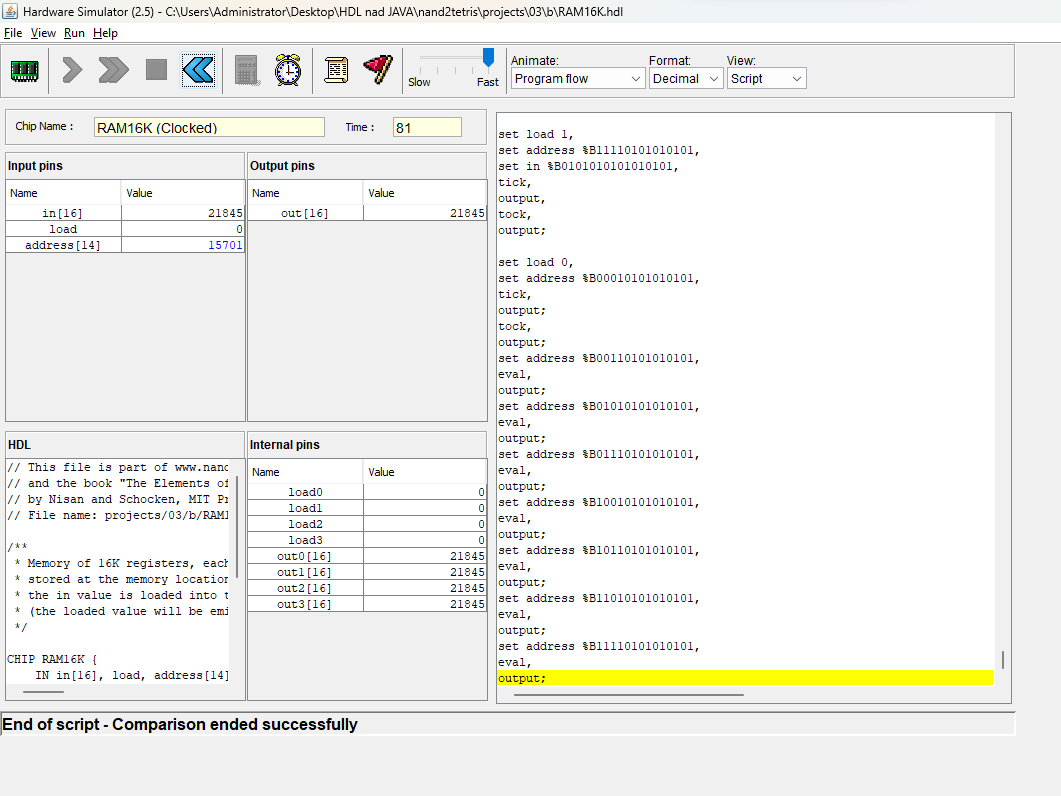 Hardware Simulator (2.5) - C:\Users\Administrator\Desktop\HDL nad JAVA\nand2tetris\projects\03\b\RAM16K.hdl
File View Run Help
Slow Fast
Animate: Format: View:
Program flow Decimal Script
Chip Name : RAM16K (Clocked) Time : 81
Input pins
Name Value
in[16] 21845
load 0
address[14] 15701
Output pins
Name Value
out[16] 21845
HDL
// This file is part of www.nand
// and the book "The Elements of
// by Nisan and Schocken, MIT Pr
// File name: projects/03/b/RAM1
/**
* Memory of 16K registers, each
* stored at the memory location
* the in value is loaded into t
* (the loaded value will be emi
*/
CHIP RAM16K {
IN in[16], load, address[14]
Internal pins
Name Value
load0 0
load1 0
load2 0
load3 0
out0[16] 21845
out1[16] 21845
out2[16] 21845
out3[16] 21845
set load 1,
set address %B11110101010101,
set in %B0101010101010101,
tick,
output,
tock,
output;
set load 0,
set address %B00010101010101,
tick,
output;
tock,
output;
set address %B00110101010101,
eval,
output;
set address %B01010101010101,
eval,
output;
set address %B01110101010101,
eval,
output;
set address %B10010101010101,
eval,
output;
set address %B10110101010101,
eval,
output;
set address %B11010101010101,
eval,
output;
set address %B11110101010101,
eval,
output;
End of script - Comparison ended successfully